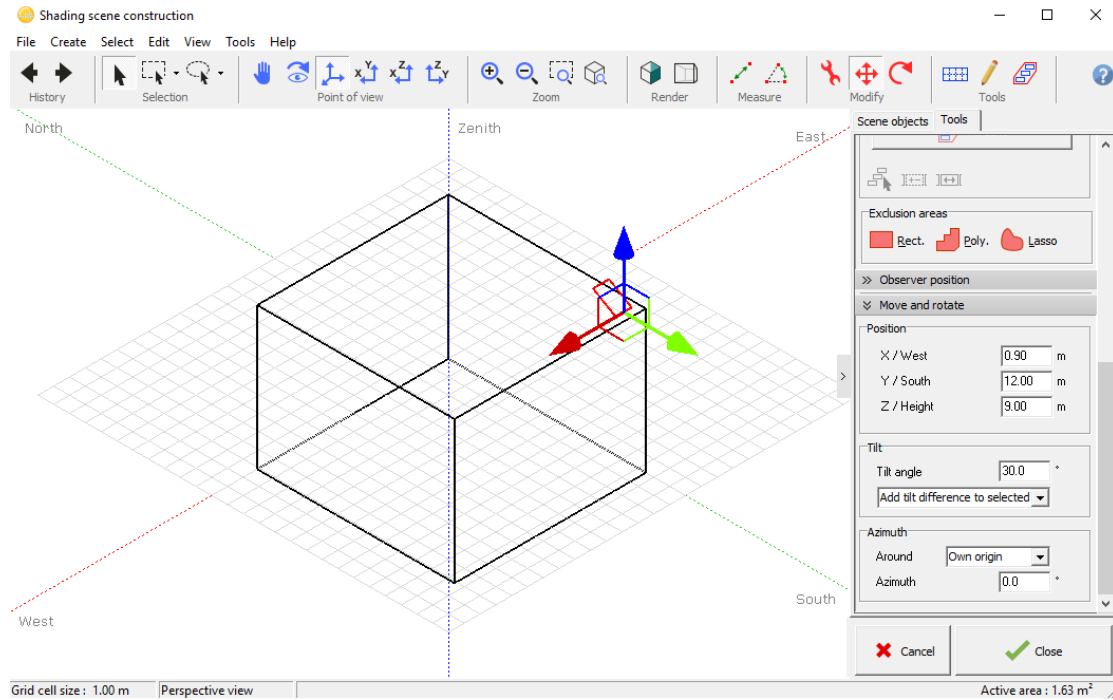 Shading scene construction
File Create Select Edit View Tools Help
History Selection Point of view Zoom Render Measure Modify Tools
North
Zenith
East
West
South
Scene objects Tools
Exclusion areas
Rect. Poly. Lasso
Observer position
Move and rotate
Position
X / West 0.90 m
Y / South 12.00 m
Z / Height 9.00 m
Tilt
Tilt angle 30.0 °
Add tilt difference to selected
Azimuth
Around Own origin
Azimuth 0.0 °
Cancel Close
Grid cell size : 1.00 m Perspective view Active area : 1.63 m²